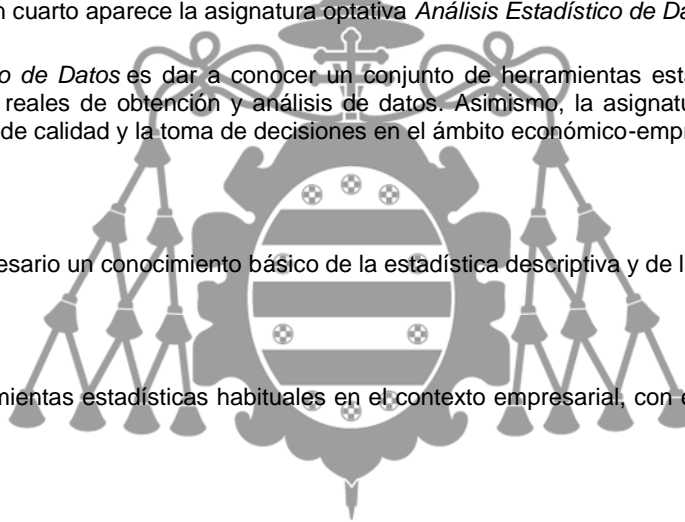 n cuarto aparece la asignatura optativa Análisis Estadístico de Da
o de Datos es dar a conocer un conjunto de herramientas est
reales de obtención y análisis de datos. Asimismo, la asignatu
de calidad y la toma de decisiones en el ámbito económico-empr
esario un conocimiento básico de la estadística descriptiva y de l
mientas estadísticas habituales en el contexto empresarial, con e